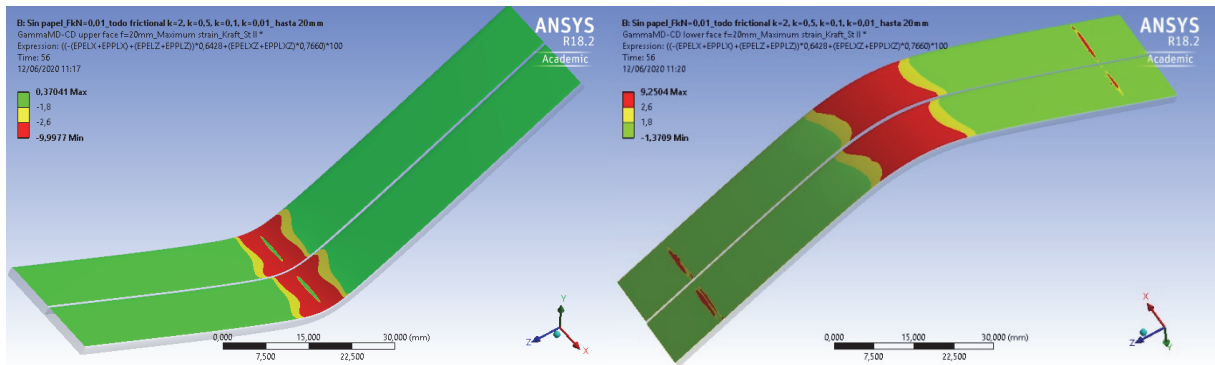 B: Sin papel_FkN=0,01_todo frictional k=2, k=0,5, k=0,1, k=0,01_ hasta 20mm
GammaMD-CD upper face f=20mm_Maximum strain_Kraft_St II *
Expression: ((-(EPELX+EPPLX) +(EPELZ+EPPLZ))*0,6428+(EPELXZ+EPPLXZ)*0,7660)*100
Time: 56
12/06/2020 11:17
0,37041 Max
-1,8
-2,6
-9,9977 Min
ANSYS
R18.2
Academic
0,000
15,000
30,000 (mm)
7,500
22,500
Y
Z
X
B: Sin papel_FkN=0,01_todo frictional k=2, k=0,5, k=0,1, k=0,01_ hasta 20mm
GammaMD-CD lower face f=20mm_Maximum strain_Kraft_St II *
Expression: ((-(EPELX+EPPLX) +(EPELZ+EPPLZ))*0,6428+(EPELXZ+EPPLXZ)*0,7660)*100
Time: 56
12/06/2020 11:20
9,2504 Max
2,6
1,8
-1,3709 Min
ANSYS
R18.2
Academic
0,000
15,000
30,000 (mm)
7,500
22,500
X
Z
Y